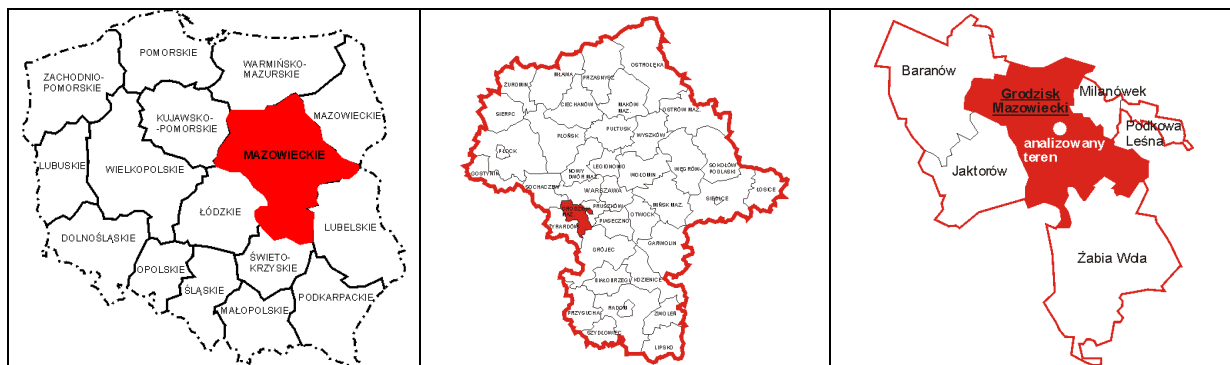 POMORSKIE
ZACHODNIO-
POMORSKIE
WARMIŃSKO-
MAZURSKIE
KUJAWSKO-
-POMORSKIE
MAZOWIECKIE
MAZOWIECKIE
LUBUSKIE
WIELKOPOLSKIE
ŁÓDZKIE
LUBELSKIE
DOLNOŚLĄSKIE
OPOLSKIE
ŚLĄSKIE
ŚWIETO-
KRZYSKIE
MAŁOPOLSKIE
PODKARPACKIE
OSTROŁĘKA
MŁAWA
PRZASNYSZ
ŻUROMIN
CIECHANÓW
MAKÓW
MAZ.
OSTRÓW MAZ.
SIERPC
PŁOŃSK
PUŁTUSK
WYSZKÓW
PŁOCK
GOSTYNIN
NOWY
DWÓR MAZ.
LEGIONOWO
WOŁOMIN
WĘGRÓW
SOKOŁÓW
PODLASKI
SOCHACZEW
WARSZAWA
SIEDLCE
ŁOSICE
PRUSZKÓW
MIŃSK MAZ.
OTWOCK
PIASECZNO
ŻYRARDÓW
GRÓJEC
GARWOLIN
BIAŁOBRZEGI
KOZIENICE
RADOM
PRZYSUCHA
ZWOLEŃ
SZYDŁOWIEC
LIPSKO
Baranów
Grodzisk
Mazowiecki
Milanówek
Podkowa
Leśna
analizowany
teren
Jaktorów
Żabia Wola